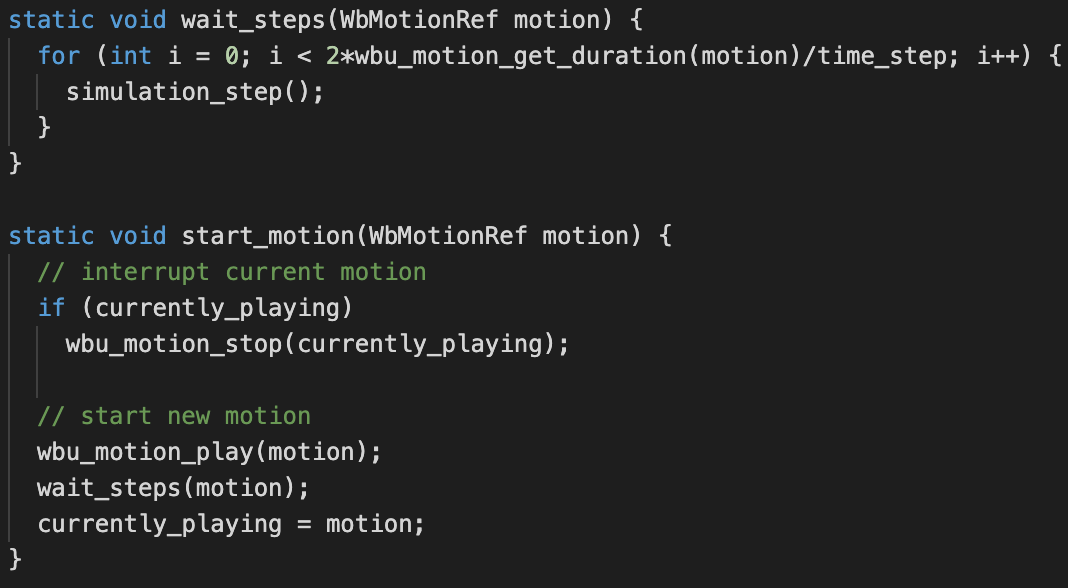 static void wait_steps(WbMotionRef motion) {
  for (int i = 0; i < 2*wbu_motion_get_duration(motion)/time_step; i++) {
    simulation_step();
  }
}

static void start_motion(WbMotionRef motion) {
  // interrupt current motion
  if (currently_playing)
    wbu_motion_stop(currently_playing);

  // start new motion
  wbu_motion_play(motion);
  wait_steps(motion);
  currently_playing = motion;
}